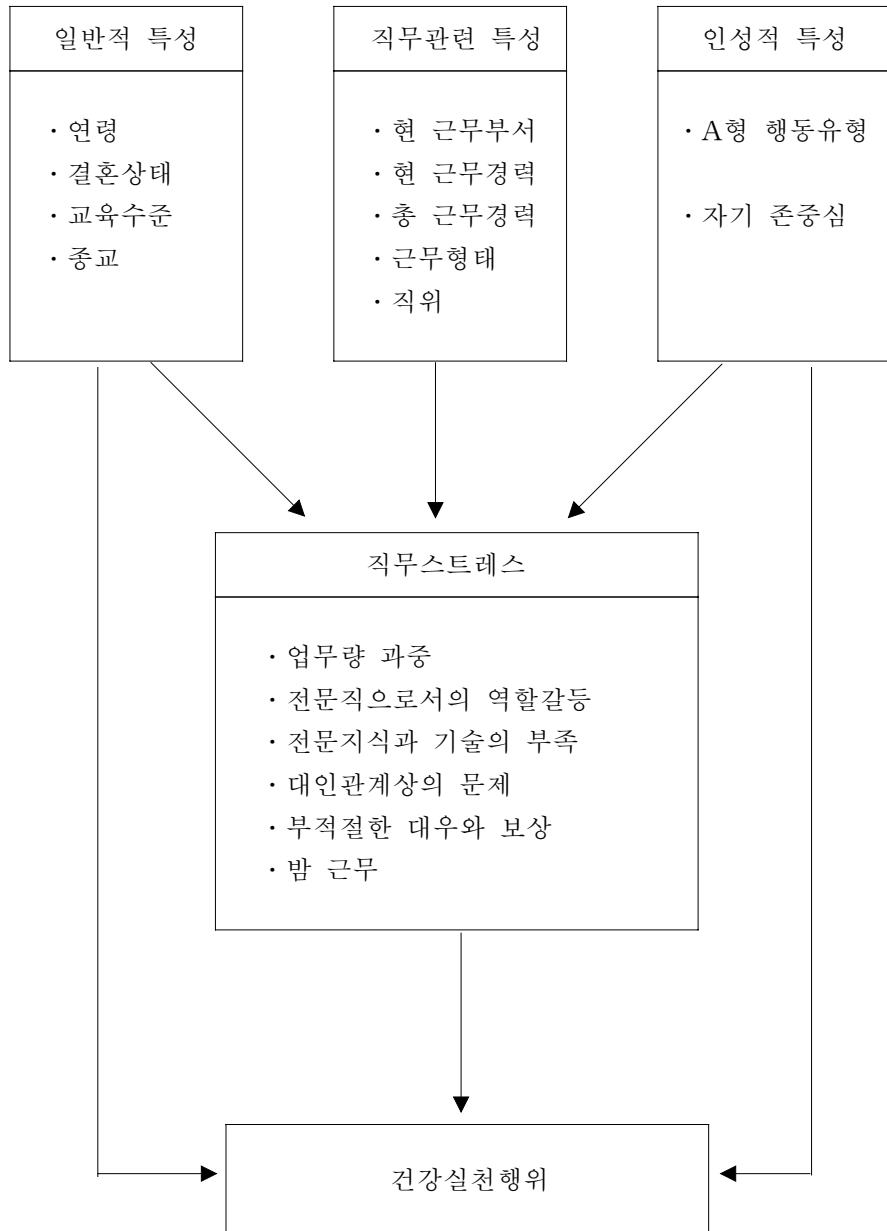 일반적 특성
· 연령
· 결혼상태
· 교육수준
· 종교
직무관련 특성
· 현 근무부서
· 현 근무경력
· 총 근무경력
· 근무형태
· 직위
인성적 특성
· A형 행동유형
· 자기 존중심
직무스트레스
· 업무량 과중
· 전문직으로서의 역할갈등
· 전문지식과 기술의 부족
· 대인관계상의 문제
· 부적절한 대우와 보상
· 밤 근무
건강실천행위